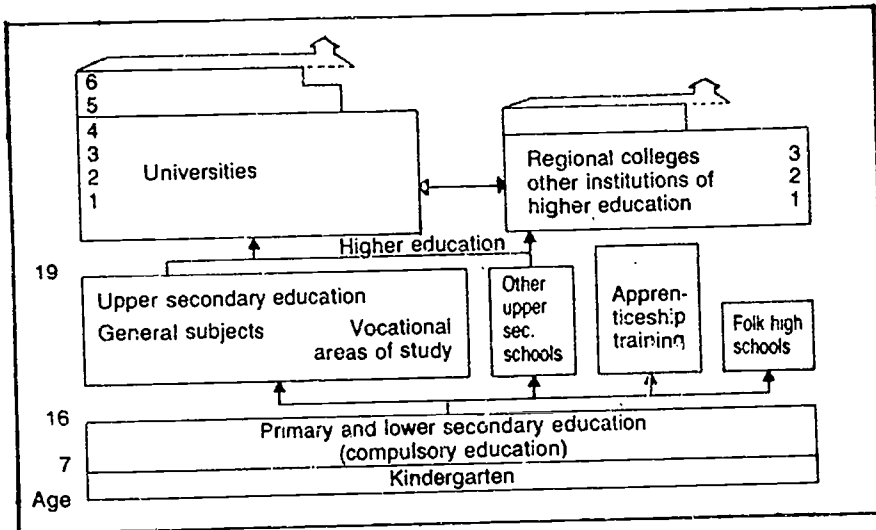 6
5
4
3
2
1
Universities
Regional colleges
other institutions of
higher education
3
2
1
Higher education
19
Upper secondary education
General subjects
Vocational
areas of study
Other
upper
sec.
schools
Appren-
ticeship
training
Folk high
schools
16
Primary and lower secondary education
(compulsory education)
7
Kindergarten
Age